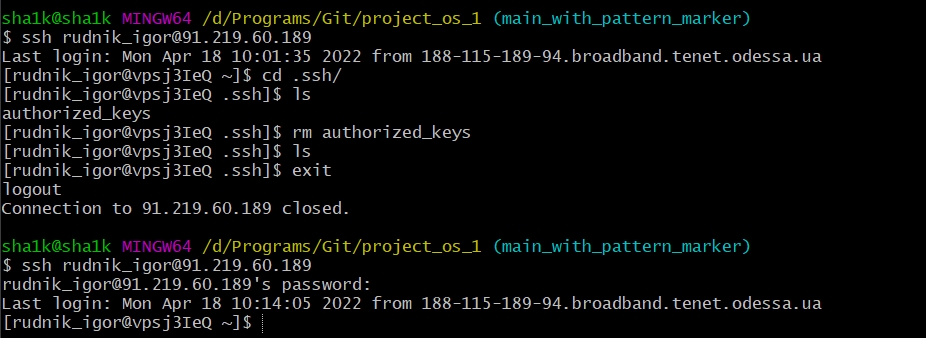 sha1k@sha1k MINGW64 /d/Programs/Git/project_os_1 (main_with_pattern_marker)
$ ssh rudnik_igor@91.219.60.189
Last login: Mon Apr 18 10:01:35 2022 from 188-115-189-94.broadband.tenet.odessa.ua
[rudnik_igor@vpsj3IeQ ~]$ cd .ssh/
[rudnik_igor@vpsj3IeQ .ssh]$ ls
authorized_keys
[rudnik_igor@vpsj3IeQ .ssh]$ rm authorized_keys
[rudnik_igor@vpsj3IeQ .ssh]$ ls
[rudnik_igor@vpsj3IeQ .ssh]$ exit
logout
Connection to 91.219.60.189 closed.
sha1k@sha1k MINGW64 /d/Programs/Git/project_os_1 (main_with_pattern_marker)
$ ssh rudnik_igor@91.219.60.189
rudnik_igor@91.219.60.189's password:
Last login: Mon Apr 18 10:14:05 2022 from 188-115-189-94.broadband.tenet.odessa.ua
[rudnik_igor@vpsj3IeQ ~]$